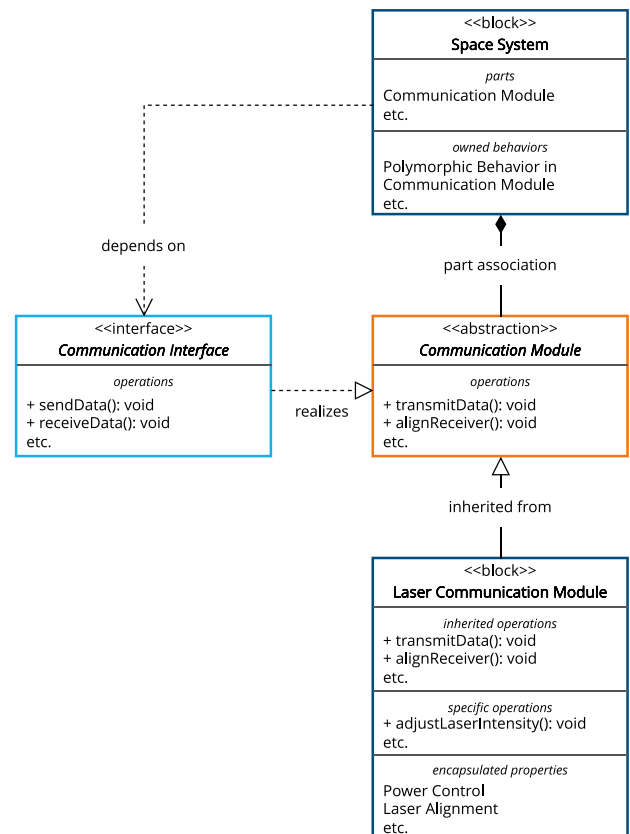 <<block>>
Space System
parts
Communication Module
etc.
owned behaviors
Polymorphic Behavior in
Communication Module
etc.
depends on
part association
<<interface>>
Communication Interface
operations
+ sendData(): void
+ receiveData(): void
etc.
realizes
<<abstraction>>
Communication Module
operations
+ transmitData(): void
+ alignReceiver(): void
etc.
inherited from
<<block>>
Laser Communication Module
inherited operations
+ transmitData(): void
+ alignReceiver(): void
etc.
specific operations
+ adjustLaserIntensity(): void
etc.
encapsulated properties
Power Control
Laser Alignment
etc.